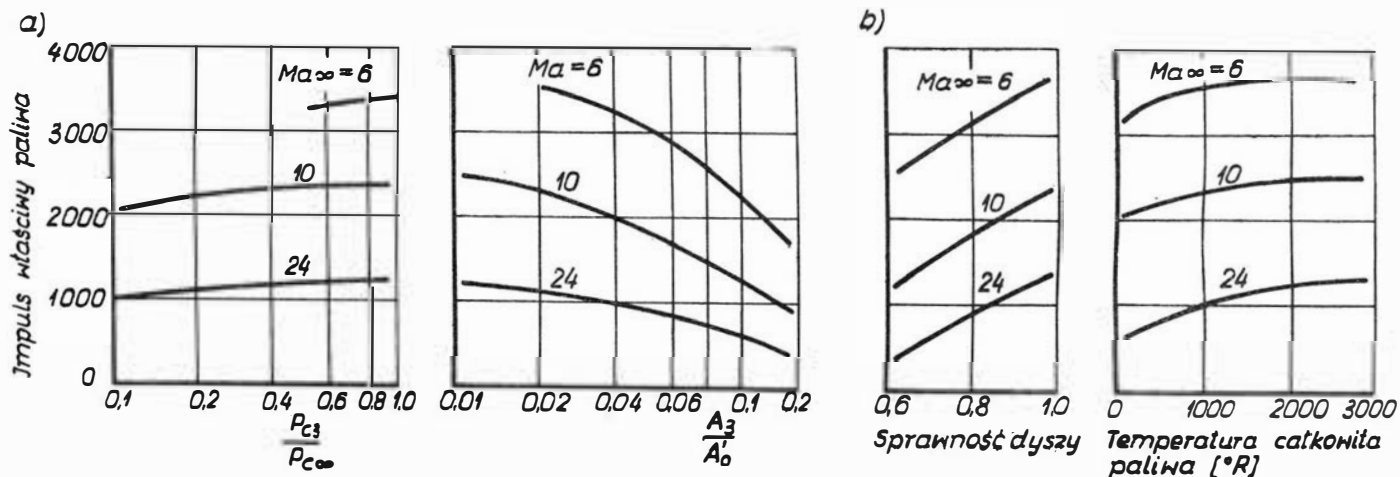 a)
Impuls właściwy paliwa
4000
3000
2000
1000
0
Ma∞=6
10
24
0,1 0,2 0,4 0,6 0,8 1,0
Pc3
Pc∞
Ma=6
10
24
0,01 0,02 0,04 0,06 0,1 0,2
A3
A'0
b)
Ma∞=6
10
24
0,6 0,8 1,0
Sprawność dyszy
Ma∞=6
10
24
0 1000 2000 3000
Temperatura całkowita
paliwa [°R]